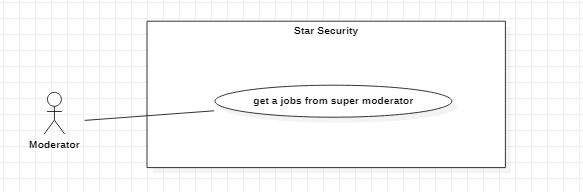 Star Security
get a jobs from super moderator
Moderator